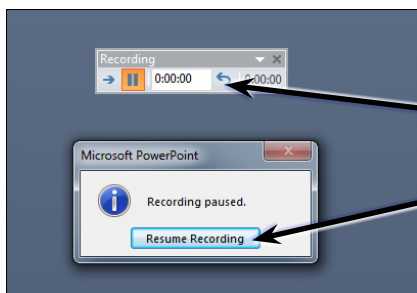 Recording
0:00:00 0:00:00
Microsoft PowerPoint
Recording paused.
Resume Recording